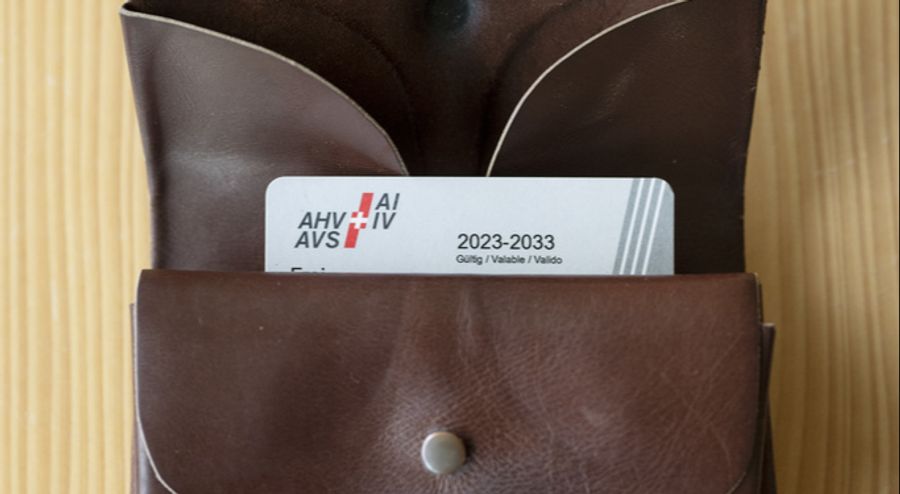 AHV AI
AVS IV
2023-2033
Gültig / Valable / Valido